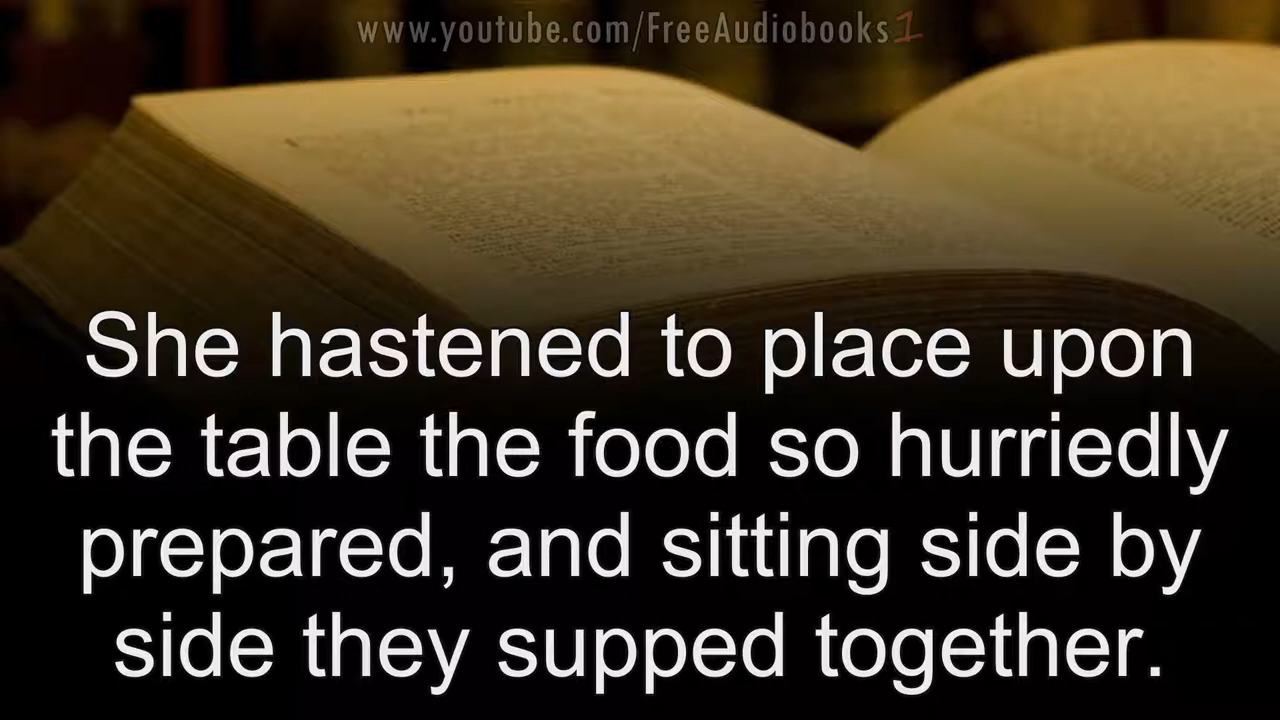 www.youtube.com/FreeAudiobooks1
She hastened to place upon
the table the food so hurriedly
prepared, and sitting side by
side they supped together.